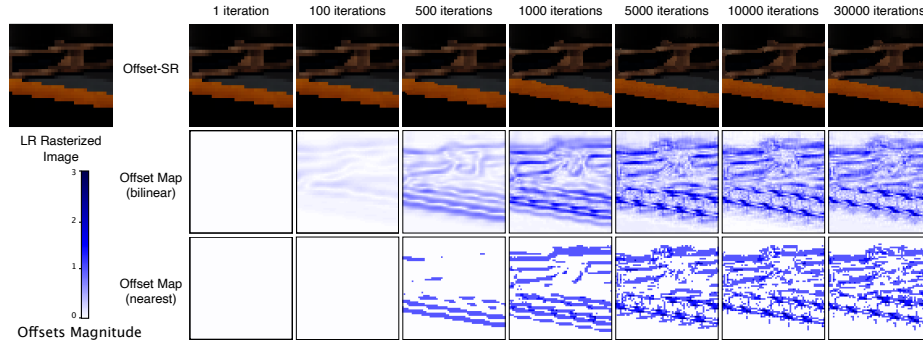 1 iteration 100 iterations 500 iterations 1000 iterations 5000 iterations 10000 iterations 30000 iterations
Offset-SR
LR Rasterized
Image
Offset Map
(bilinear)
3
2
1
0
Offset Map
(nearest)
Offsets Magnitude